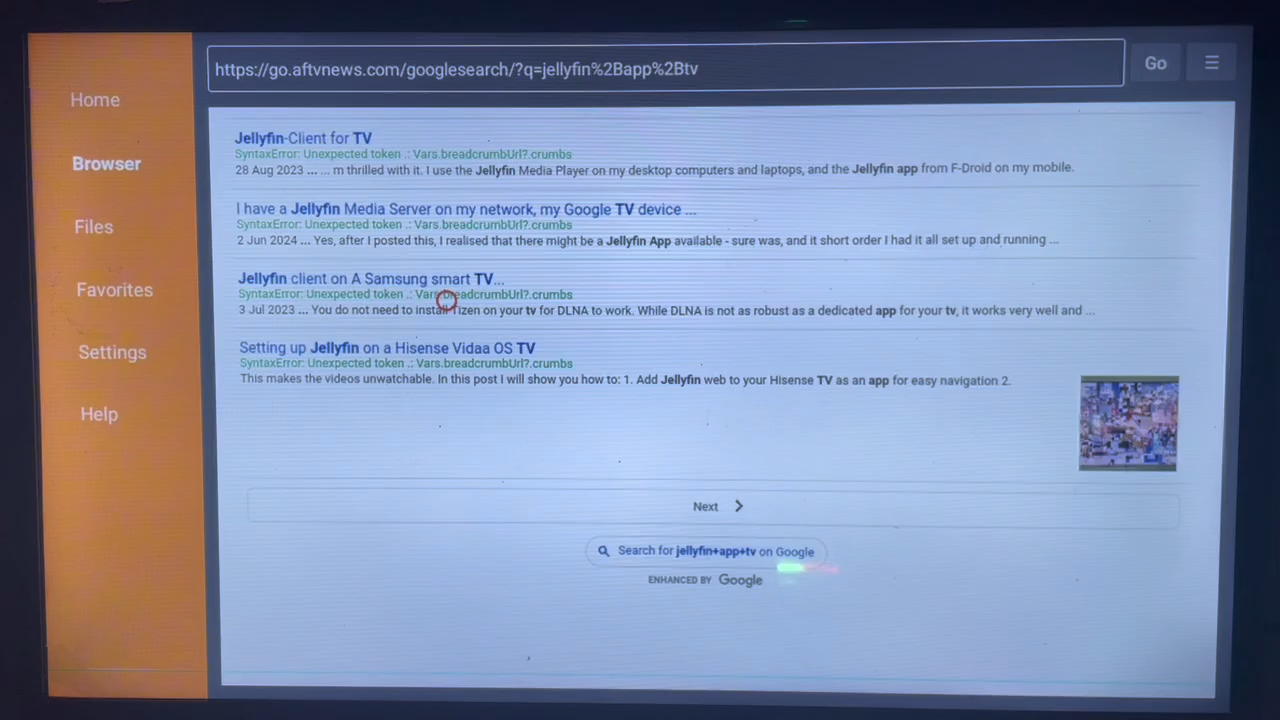 https://go.aftvnews.com/googlesearch/?q=jellyfin%2Bapp%2Btv
Go
Home
Browser
Files
Favorites
Settings
Help
Jellyfin-Client for TV
SyntaxError: Unexpected token .: Vars.breadcrumbUrl?.crumbs
28 Aug 2023 ... ... m thrilled with it. I use the Jellyfin Media Player on my desktop computers and laptops, and the Jellyfin app from F-Droid on my mobile.
I have a Jellyfin Media Server on my network, my Google TV device ...
SyntaxError: Unexpected token .: Vars.breadcrumbUrl?.crumbs
2 Jun 2024 ... Yes, after I posted this, I realised that there might be a Jellyfin App available - sure was, and it short order I had it all set up and running ...
Jellyfin client on A Samsung smart TV...
SyntaxError: Unexpected token .: Vars.breadcrumbUrl?.crumbs
3 Jul 2023 ... You do not need to install Tizen on your tv for DLNA to work. While DLNA is not as robust as a dedicated app for your tv, it works very well and ...
Setting up Jellyfin on a Hisense Vidaa OS TV
SyntaxError: Unexpected token .: Vars.breadcrumbUrl?.crumbs
This makes the videos unwatchable. In this post I will show you how to: 1. Add Jellyfin web to your Hisense TV as an app for easy navigation 2.
Next
Search for jellyfin+app+tv on Google
ENHANCED BY Google